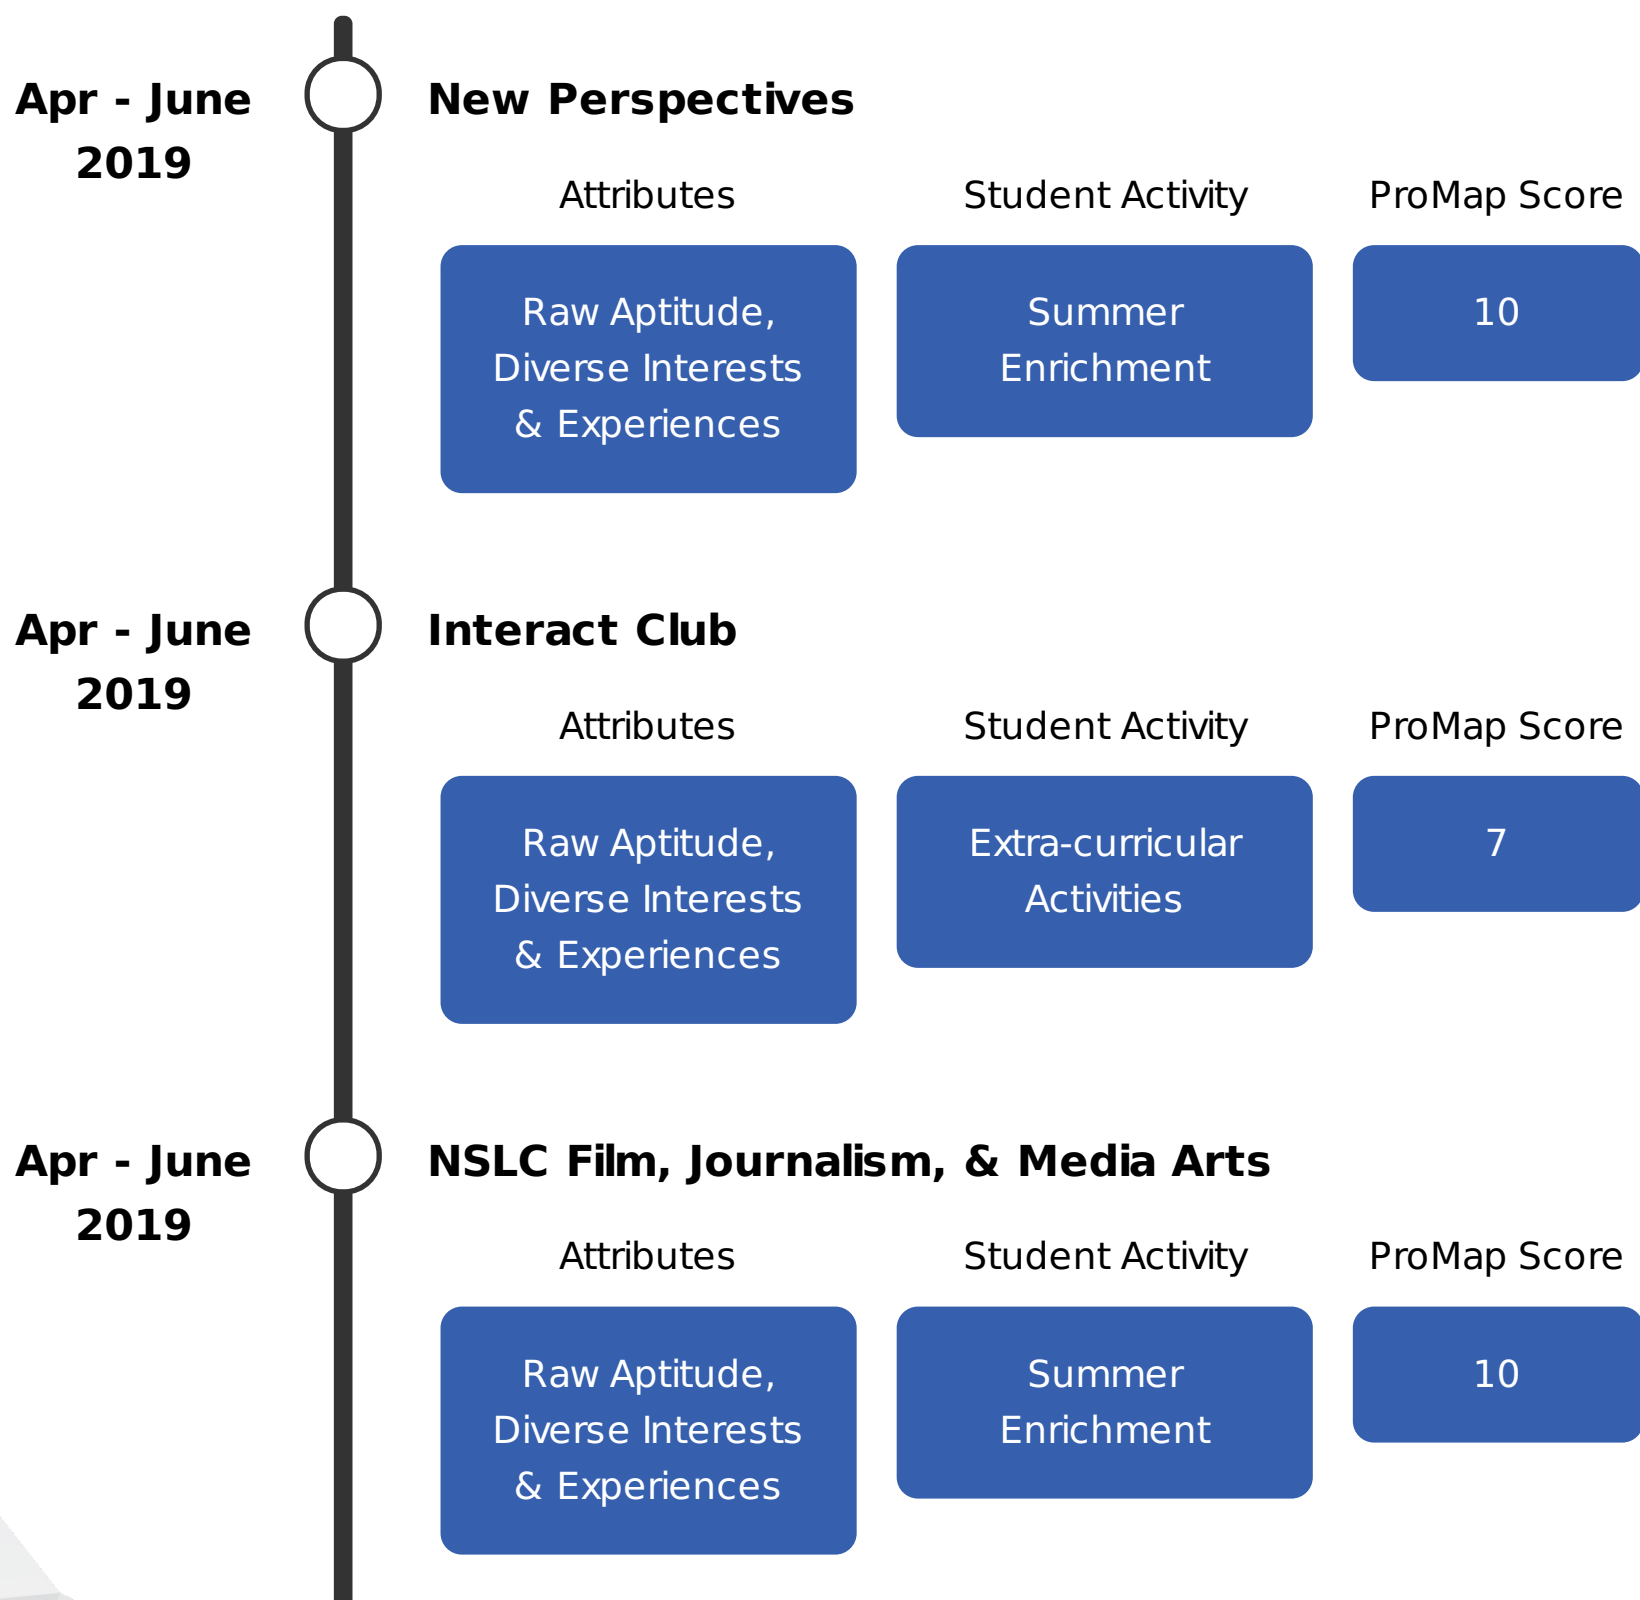 Apr - June
2019
New Perspectives
Attributes
Student Activity
ProMap Score
Raw Aptitude,
Diverse Interests
& Experiences
Summer
Enrichment
10
Apr - June
2019
Interact Club
Attributes
Student Activity
ProMap Score
Raw Aptitude,
Diverse Interests
& Experiences
Extra-curricular
Activities
7
Apr - June
2019
NSLC Film, Journalism, & Media Arts
Attributes
Student Activity
ProMap Score
Raw Aptitude,
Diverse Interests
& Experiences
Summer
Enrichment
10